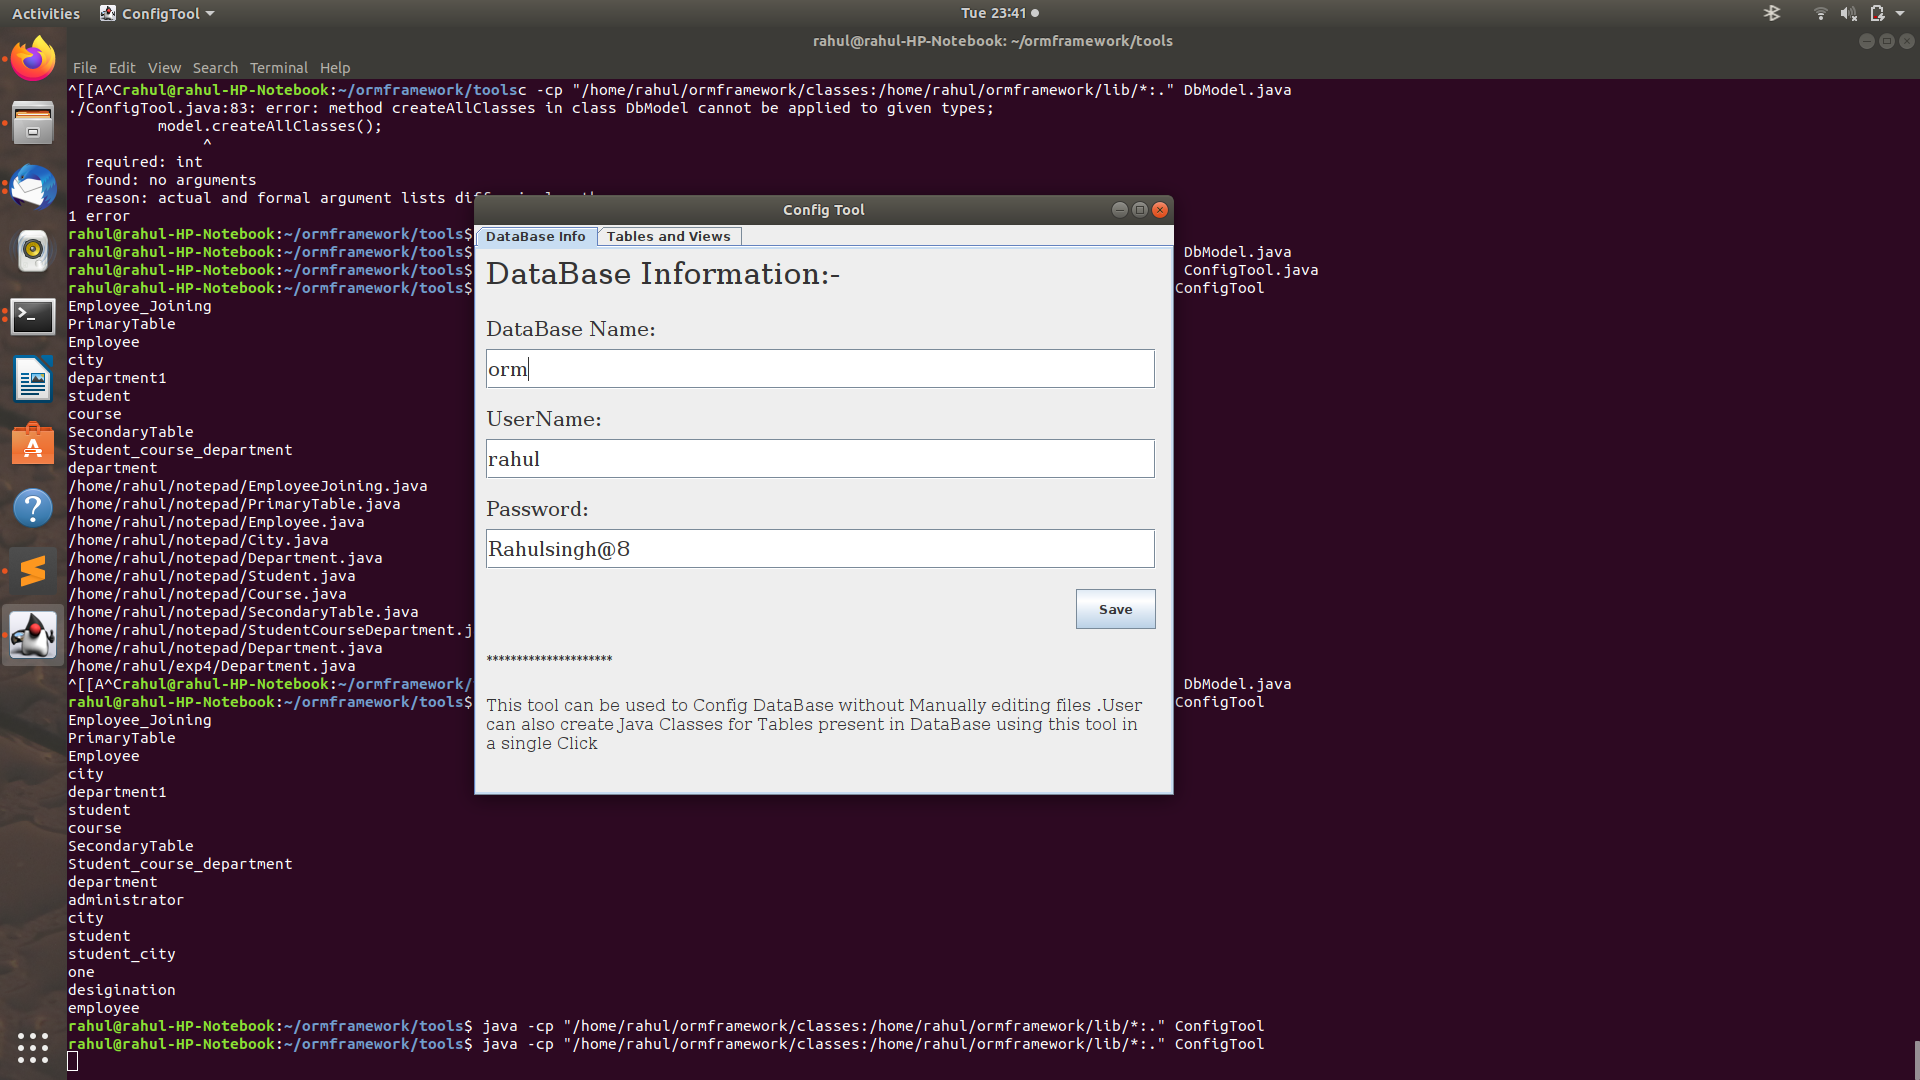 Activities ConfigTool Tue 23:41
rahul@rahul-HP-Notebook: ~/ormframework/tools
File Edit View Search Terminal Help
^[[A^Crahul@rahul-HP-Notebook:~/ormframework/toolsc -cp "/home/rahul/ormframework/classes:/home/rahul/ormframework/lib/*:." DbModel.java
./ConfigTool.java:83: error: method createAllClasses in class DbModel cannot be applied to given types;
model.createAllClasses();
^
required: int
found: no arguments
reason: actual and formal argument lists
1 error
rahul@rahul-HP-Notebook:~/ormframework/tools$
rahul@rahul-HP-Notebook:~/ormframework/tools$ DbModel.java
rahul@rahul-HP-Notebook:~/ormframework/tools$ ConfigTool.java
rahul@rahul-HP-Notebook:~/ormframework/tools$ ConfigTool
Employee_Joining
PrimaryTable
Employee
city
department1
student
course
SecondaryTable
Student_course_department
department
/home/rahul/notepad/EmployeeJoining.java
/home/rahul/notepad/PrimaryTable.java
/home/rahul/notepad/Employee.java
/home/rahul/notepad/City.java
/home/rahul/notepad/Department.java
/home/rahul/notepad/Student.java
/home/rahul/notepad/Course.java
/home/rahul/notepad/SecondaryTable.java
/home/rahul/notepad/StudentCourseDepartment.j
/home/rahul/notepad/Department.java
/home/rahul/exp4/Department.java
^[[A^Crahul@rahul-HP-Notebook:~/ormframework/ DbModel.java
rahul@rahul-HP-Notebook:~/ormframework/tools$ ConfigTool
Employee_Joining
PrimaryTable
Employee
city
department1
student
course
SecondaryTable
Student_course_department
department
administrator
city
student
student_city
one
desigination
employee
rahul@rahul-HP-Notebook:~/ormframework/tools$ java -cp "/home/rahul/ormframework/classes:/home/rahul/ormframework/lib/*:." ConfigTool
rahul@rahul-HP-Notebook:~/ormframework/tools$ java -cp "/home/rahul/ormframework/classes:/home/rahul/ormframework/lib/*:." ConfigTool
Config Tool
DataBase Info Tables and Views
DataBase Information:-
DataBase Name:
orm
UserName:
rahul
Password:
Rahulsingh@8
Save
*********************
This tool can be used to Config DataBase without Manually editing files .User
can also create Java Classes for Tables present in DataBase using this tool in
a single Click